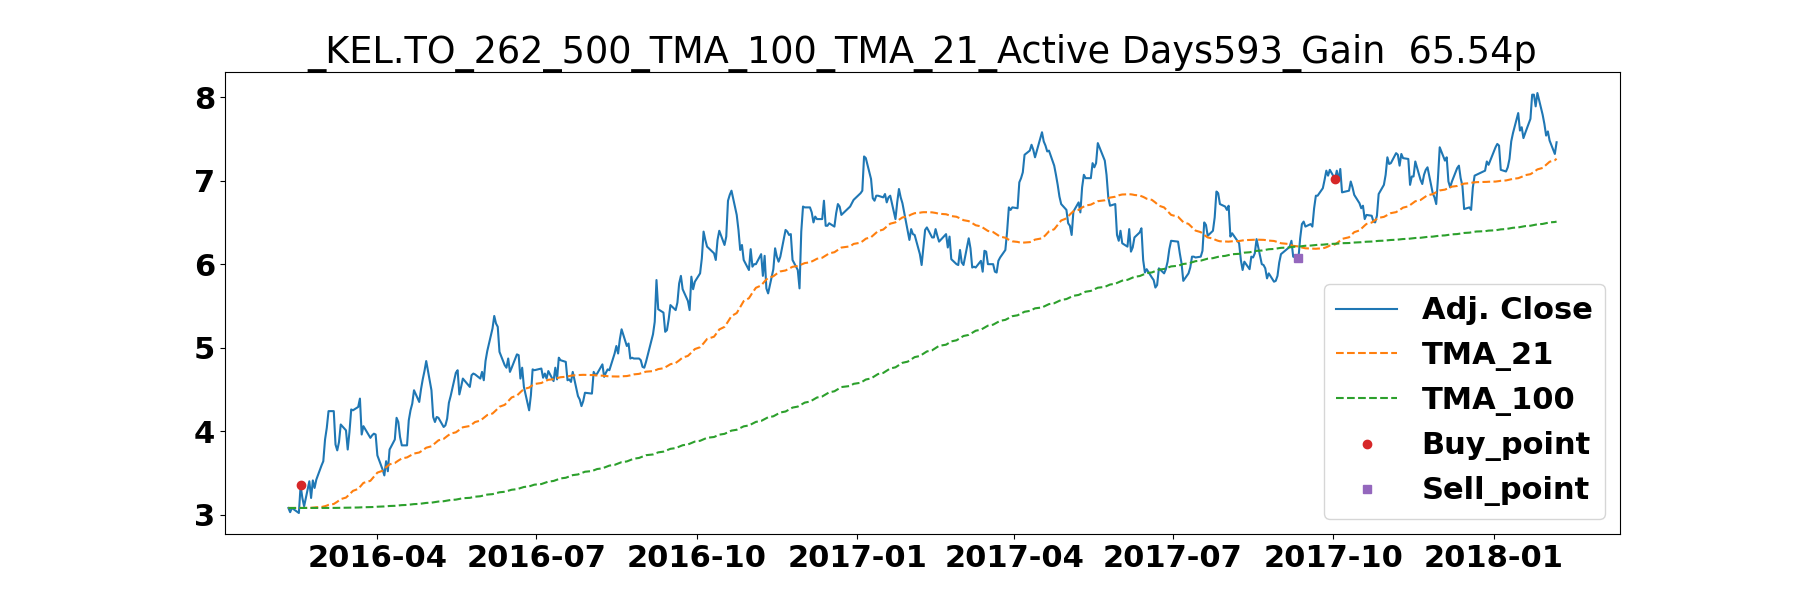 _KEL.TO_262_500_TMA_100_TMA_21_Active Days593_Gain  65.54p
8
7
6
5
4
3
2016-04 2016-07 2016-10 2017-01 2017-04 2017-07 2017-10 2018-01
Adj. Close
TMA_21
TMA_100
Buy_point
Sell_point